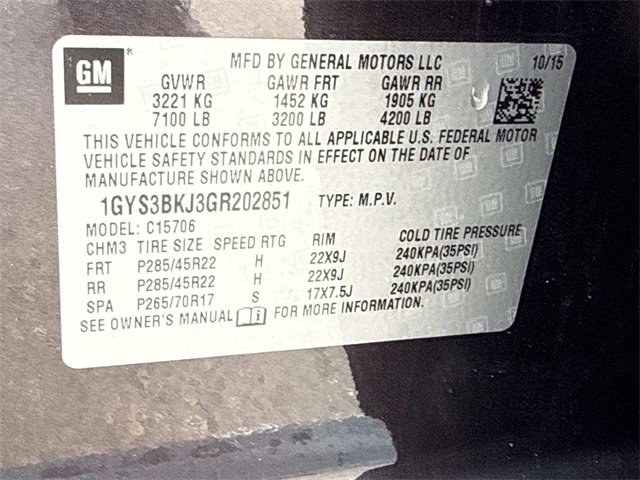 GM
®
MFD BY GENERAL MOTORS LLC 10/15
GVWR GAWR FRT GAWR RR
3221 KG 1452 KG 1905 KG
7100 LB 3200 LB 4200 LB
THIS VEHICLE CONFORMS TO ALL APPLICABLE U.S. FEDERAL MOTOR
VEHICLE SAFETY STANDARDS IN EFFECT ON THE DATE OF
MANUFACTURE SHOWN ABOVE.
1GYS3BKJ3GR202851 TYPE: M.P.V.
MODEL: C15706
CHM3 TIRE SIZE SPEED RTG RIM COLD TIRE PRESSURE
FRT P285/45R22 H 22X9J 240KPA(35PSI)
RR P285/45R22 H 22X9J 240KPA(35PSI)
SPA P265/70R17 S 17X7.5J 240KPA(35PSI)
SEE OWNER'S MANUAL i FOR MORE INFORMATION.